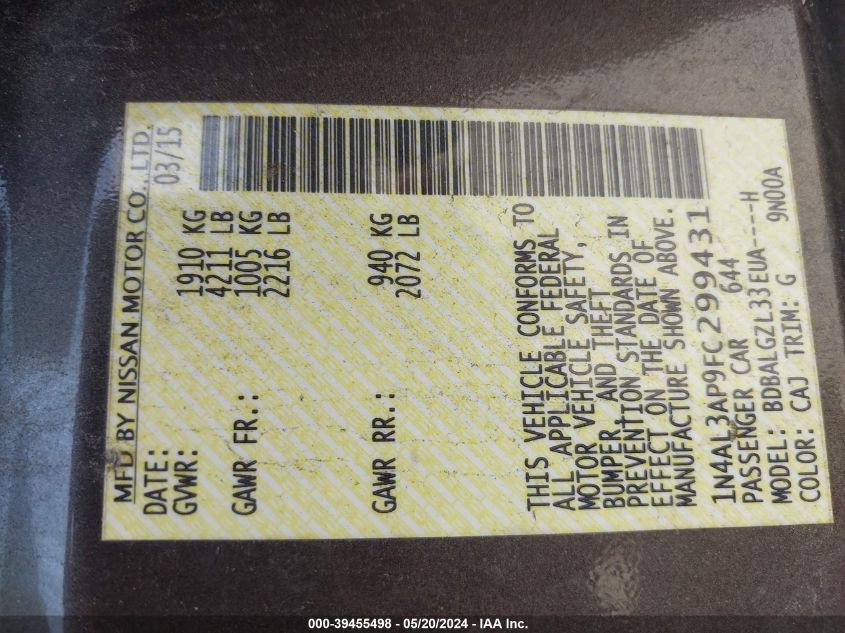 MFD BY NISSAN MOTOR CO., LTD.
DATE: 03/15
GVWR: 1910 KG
4211 LB
GAWR FR.: 1005 KG
2216 LB
GAWR RR.: 940 KG
2072 LB
THIS VEHICLE CONFORMS TO
ALL APPLICABLE FEDERAL
MOTOR VEHICLE SAFETY,
BUMPER, AND THEFT
PREVENTION STANDARDS IN
EFFECT ON THE DATE OF
MANUFACTURE SHOWN ABOVE.
1N4AL3AP9FC299431
PASSENGER CAR 644
MODEL: BDBALGZL33EUA----H
COLOR: CAJ TRIM: G 9N00A
000-39455498 - 05/20/2024 - IAA Inc.